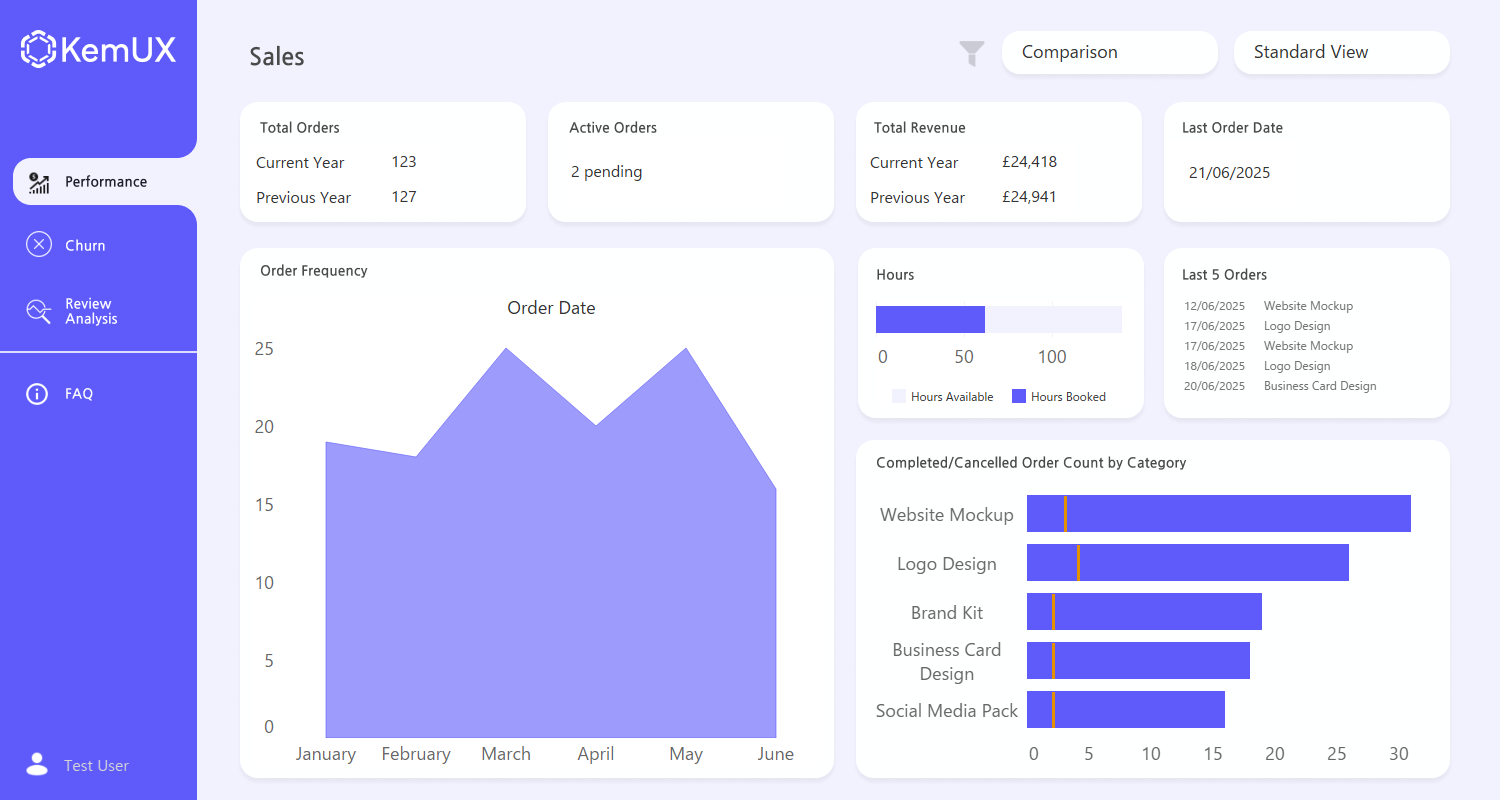 KemUX
Performance
Churn
Review
Analysis
FAQ
Test User
Sales
Comparison
Standard View
Total Orders
Current Year 123
Previous Year 127
Active Orders
2 pending
Total Revenue
Current Year £24,418
Previous Year £24,941
Last Order Date
21/06/2025
Order Frequency
Order Date
25
20
15
10
5
0
January February March April May June
Hours
0 50 100
Hours Available Hours Booked
Last 5 Orders
12/06/2025 Website Mockup
17/06/2025 Logo Design
17/06/2025 Website Mockup
18/06/2025 Logo Design
20/06/2025 Business Card Design
Completed/Cancelled Order Count by Category
Website Mockup
Logo Design
Brand Kit
Business Card
Design
Social Media Pack
0 5 10 15 20 25 30